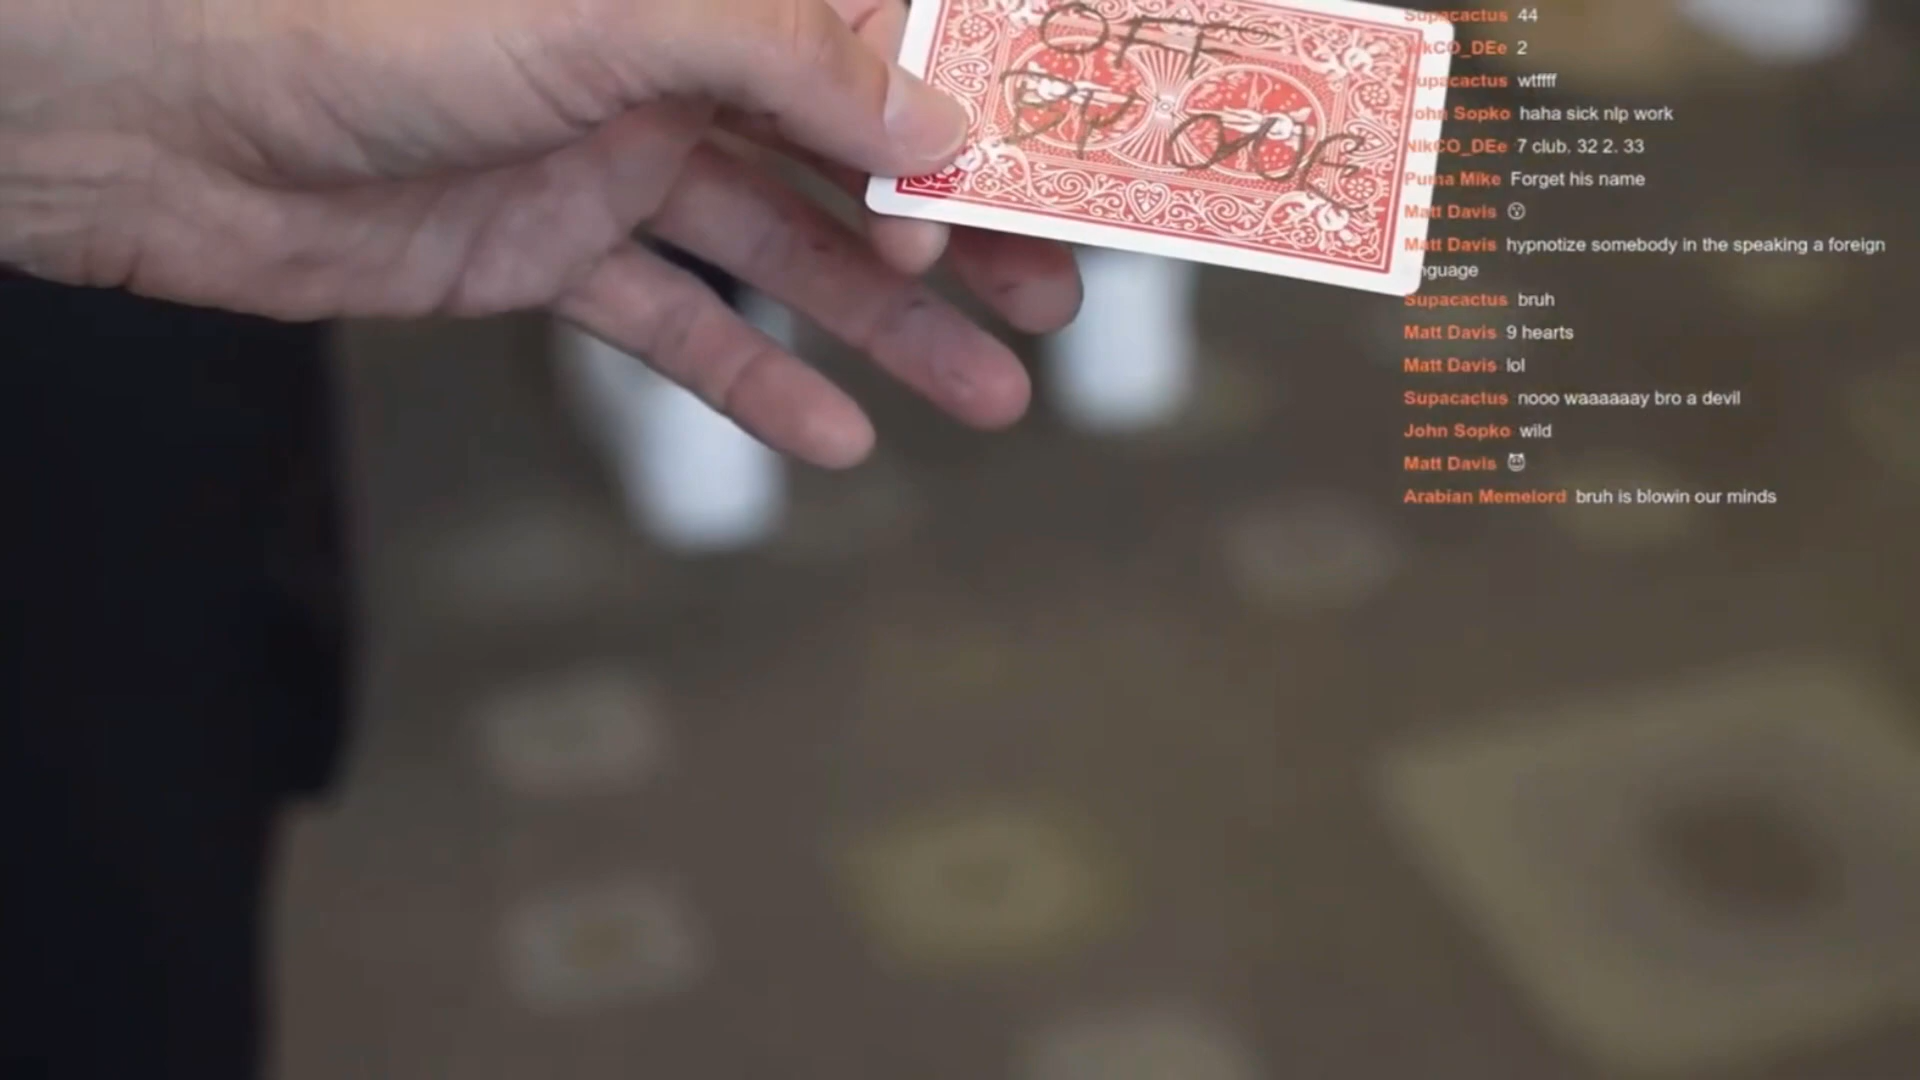 OFF
BY ONE
Supacactus 44
NikCO_DEe 2
Supacactus wtffff
John Sopko haha sick nlp work
NikCO_DEe 7 club. 32 2. 33
Puma Mike Forget his name
Matt Davis 😗
Matt Davis hypnotize somebody in the speaking a foreign
nguage
Supacactus bruh
Matt Davis 9 hearts
Matt Davis lol
Supacactus nooo waaaaaay bro a devil
John Sopko wild
Matt Davis 😈
Arabian Memelord bruh is blowin our minds